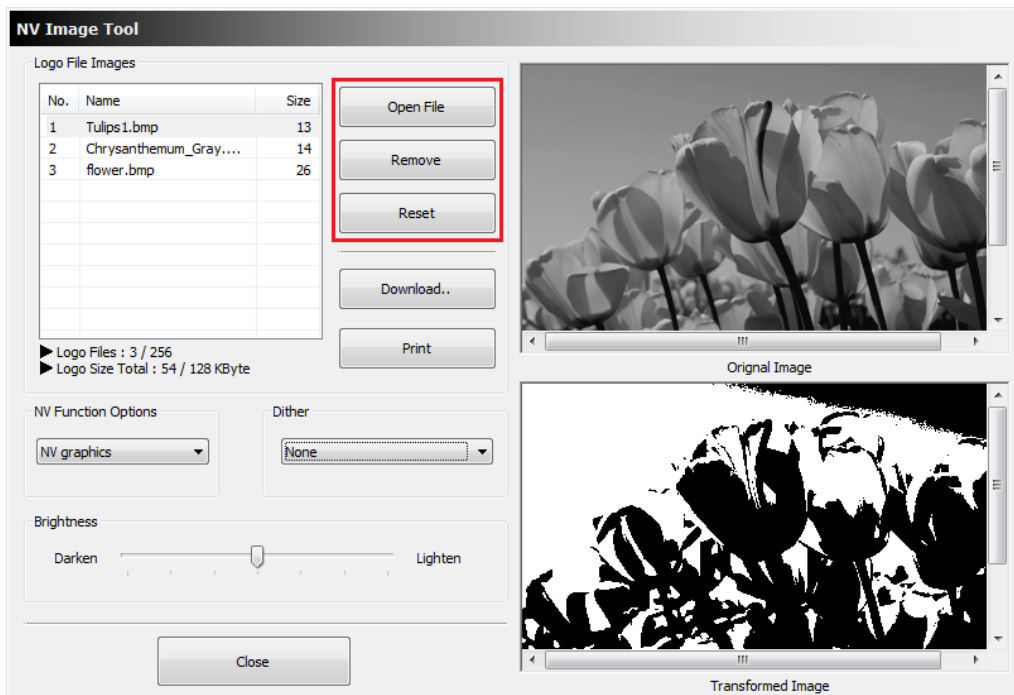 NV Image Tool
Logo File Images
No. Name Size
1 Tulips1.bmp 13
2 Chrysanthemum_Gray.... 14
3 flower.bmp 26
Open File
Remove
Reset
Download..
Print
Logo Files : 3 / 256
Logo Size Total : 54 / 128 KByte
Orignal Image
NV Function Options
NV graphics
Dither
None
Brightness
Darken Lighten
Close
Transformed Image